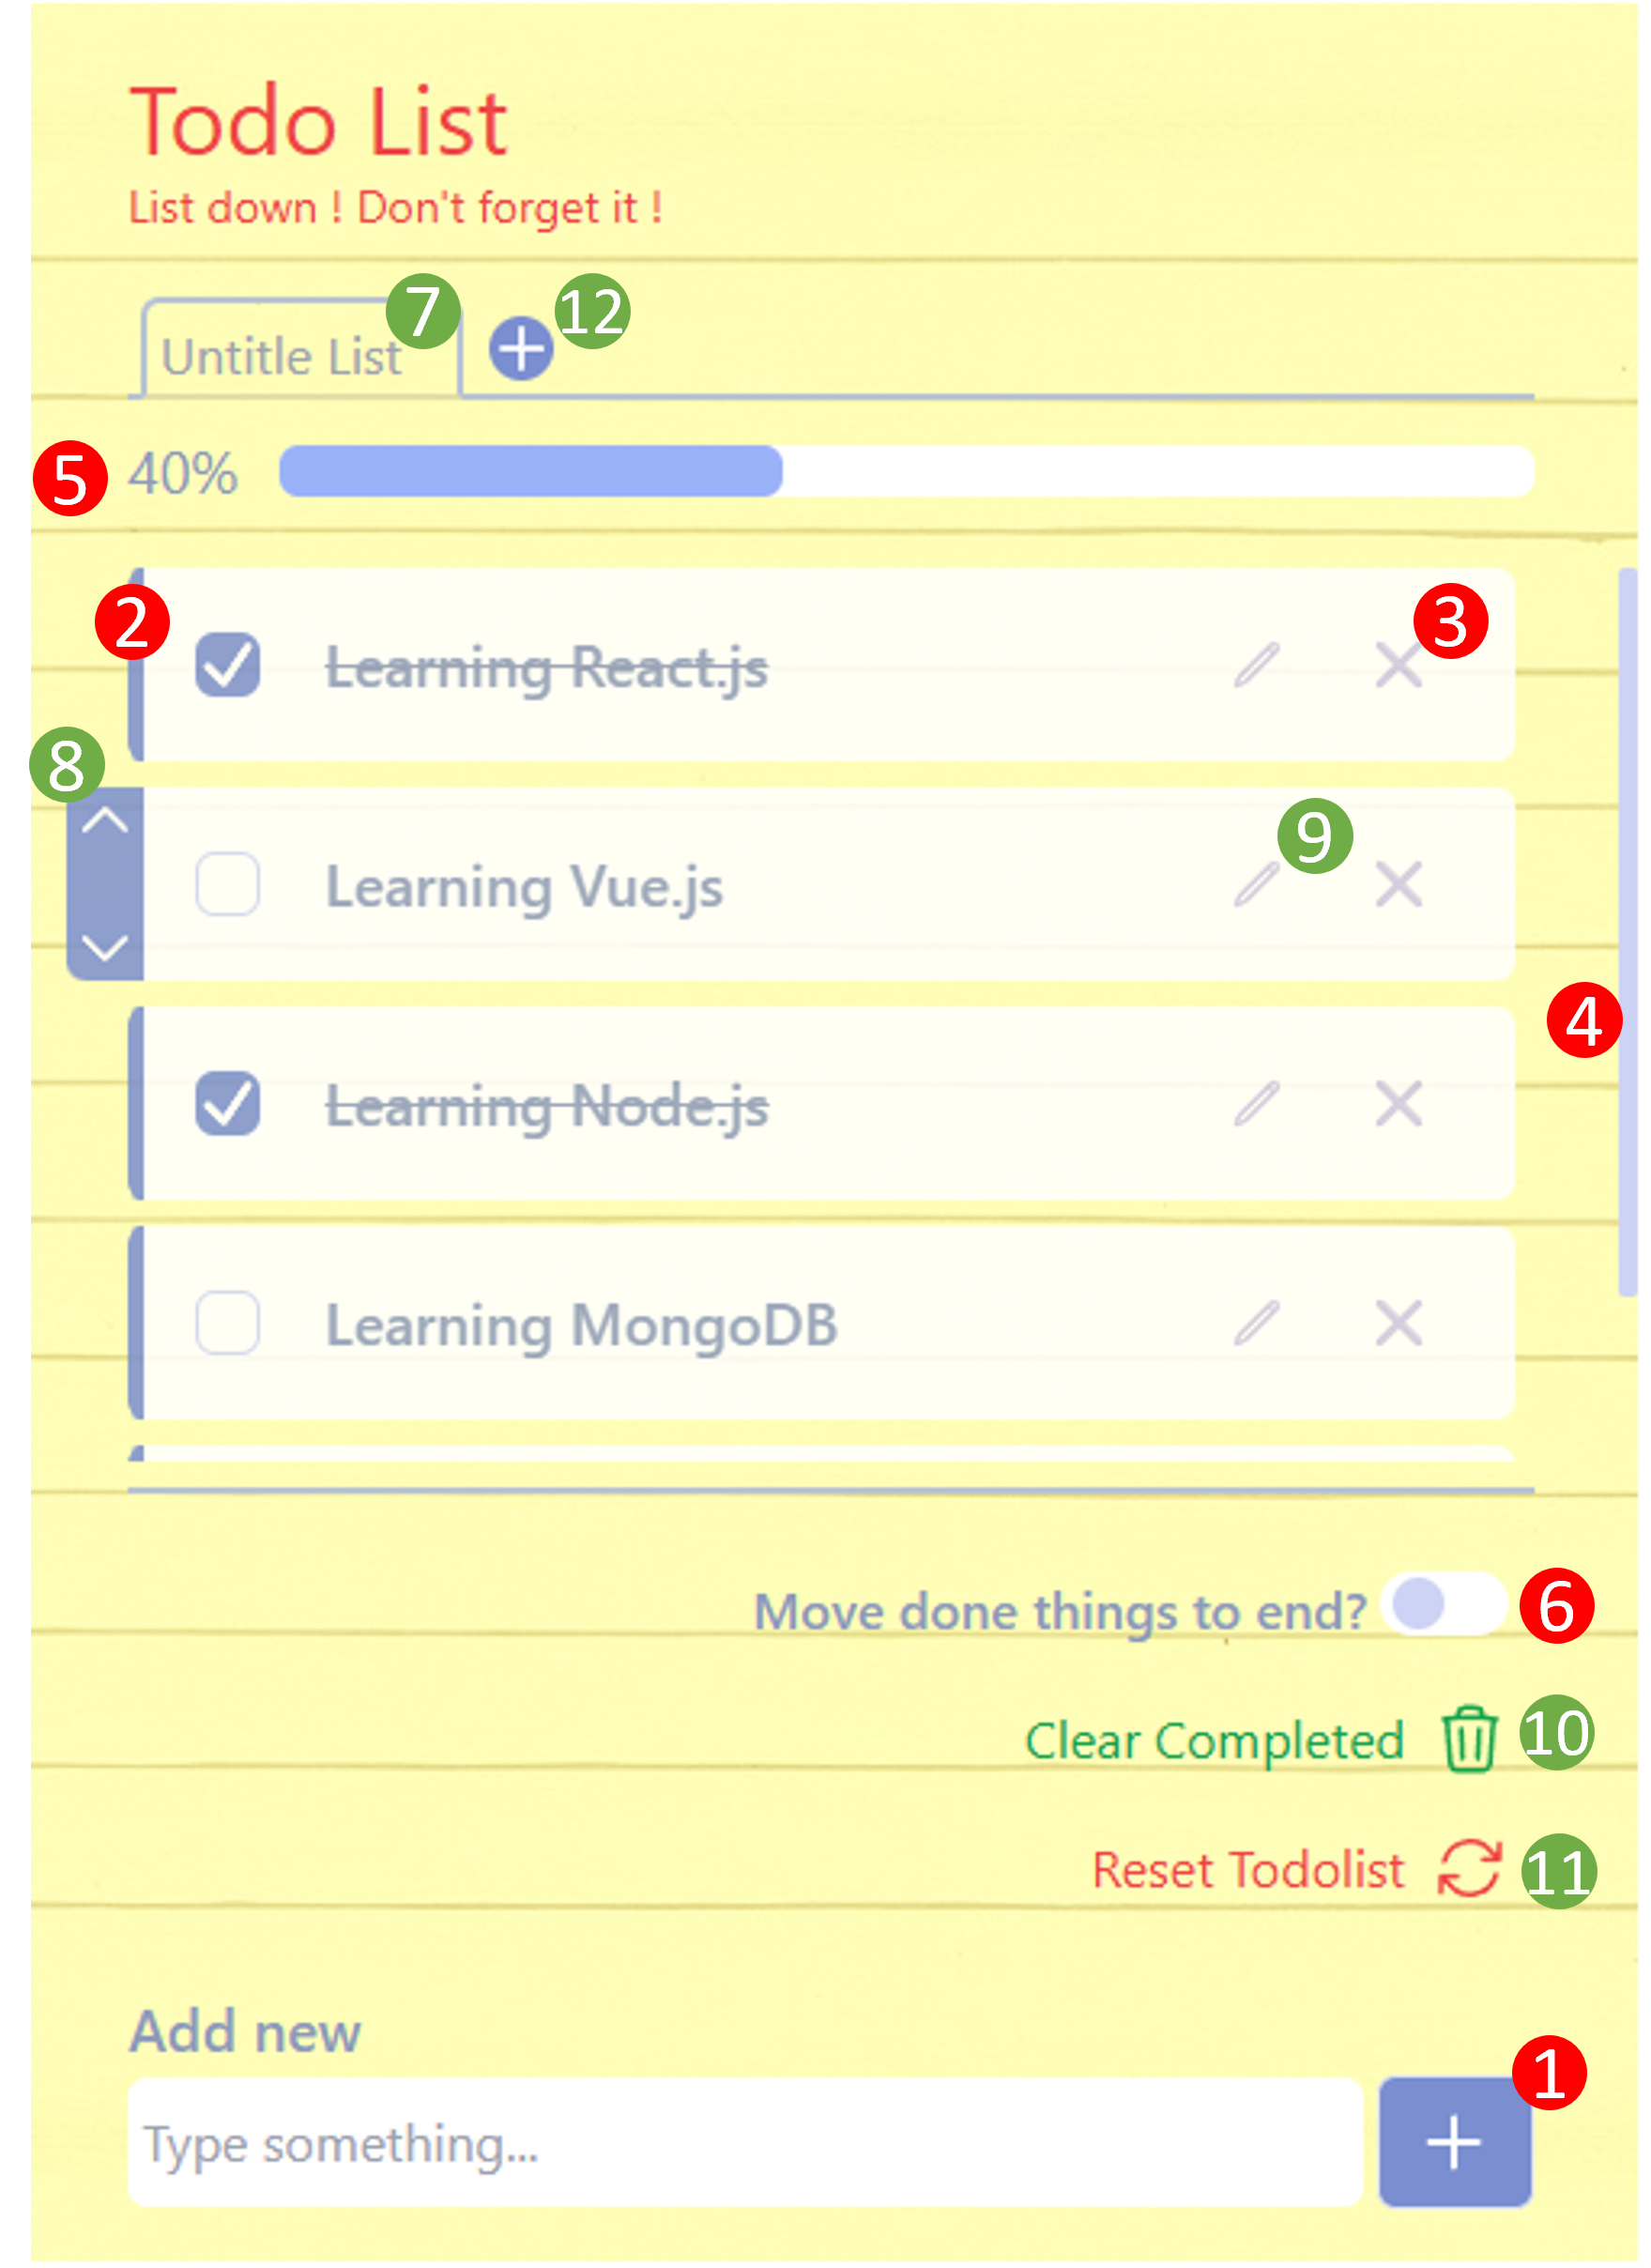 Todo List
List down ! Don't forget it !
7
12
Untitle List
5
40%
2
3
Learning React.js
8
9
Learning Vue.js
4
Learning Node.js
Learning MongoDB
Move done things to end?
6
Clear Completed
10
Reset Todolist
11
Add new
1
Type something...